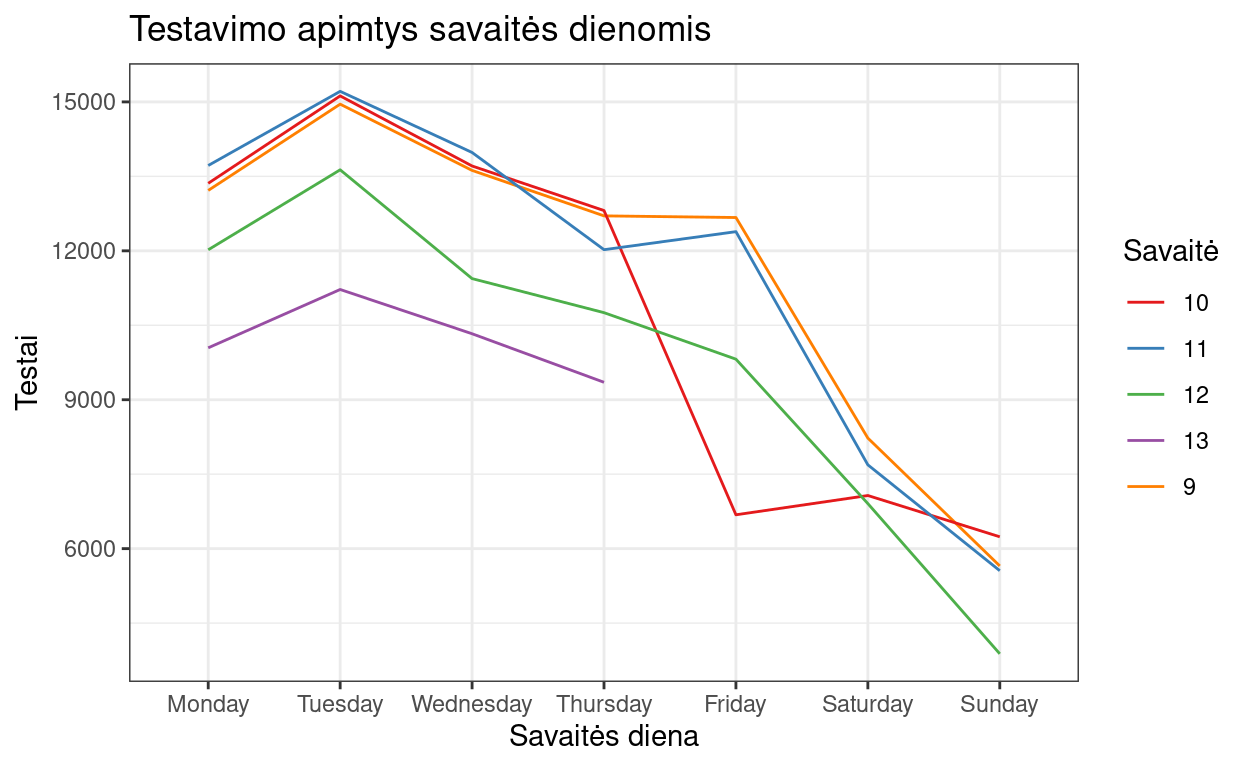 Testavimo apimtys savaitės dienomis
15000
12000
9000
6000
Testai
Monday Tuesday Wednesday Thursday Friday Saturday Sunday
Savaitės diena
Savaitė
10
11
12
13
9